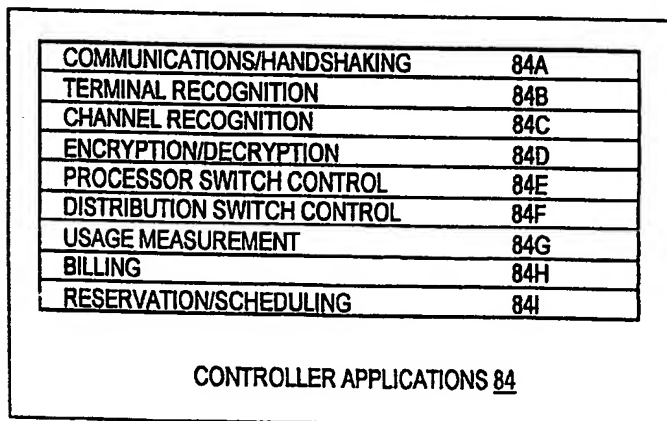 COMMUNICATIONS/HANDSHAKING 84A
TERMINAL RECOGNITION 84B
CHANNEL RECOGNITION 84C
ENCRYPTION/DECRYPTION 84D
PROCESSOR SWITCH CONTROL 84E
DISTRIBUTION SWITCH CONTROL 84F
USAGE MEASUREMENT 84G
BILLING 84H
RESERVATION/SCHEDULING 84I
CONTROLLER APPLICATIONS 84